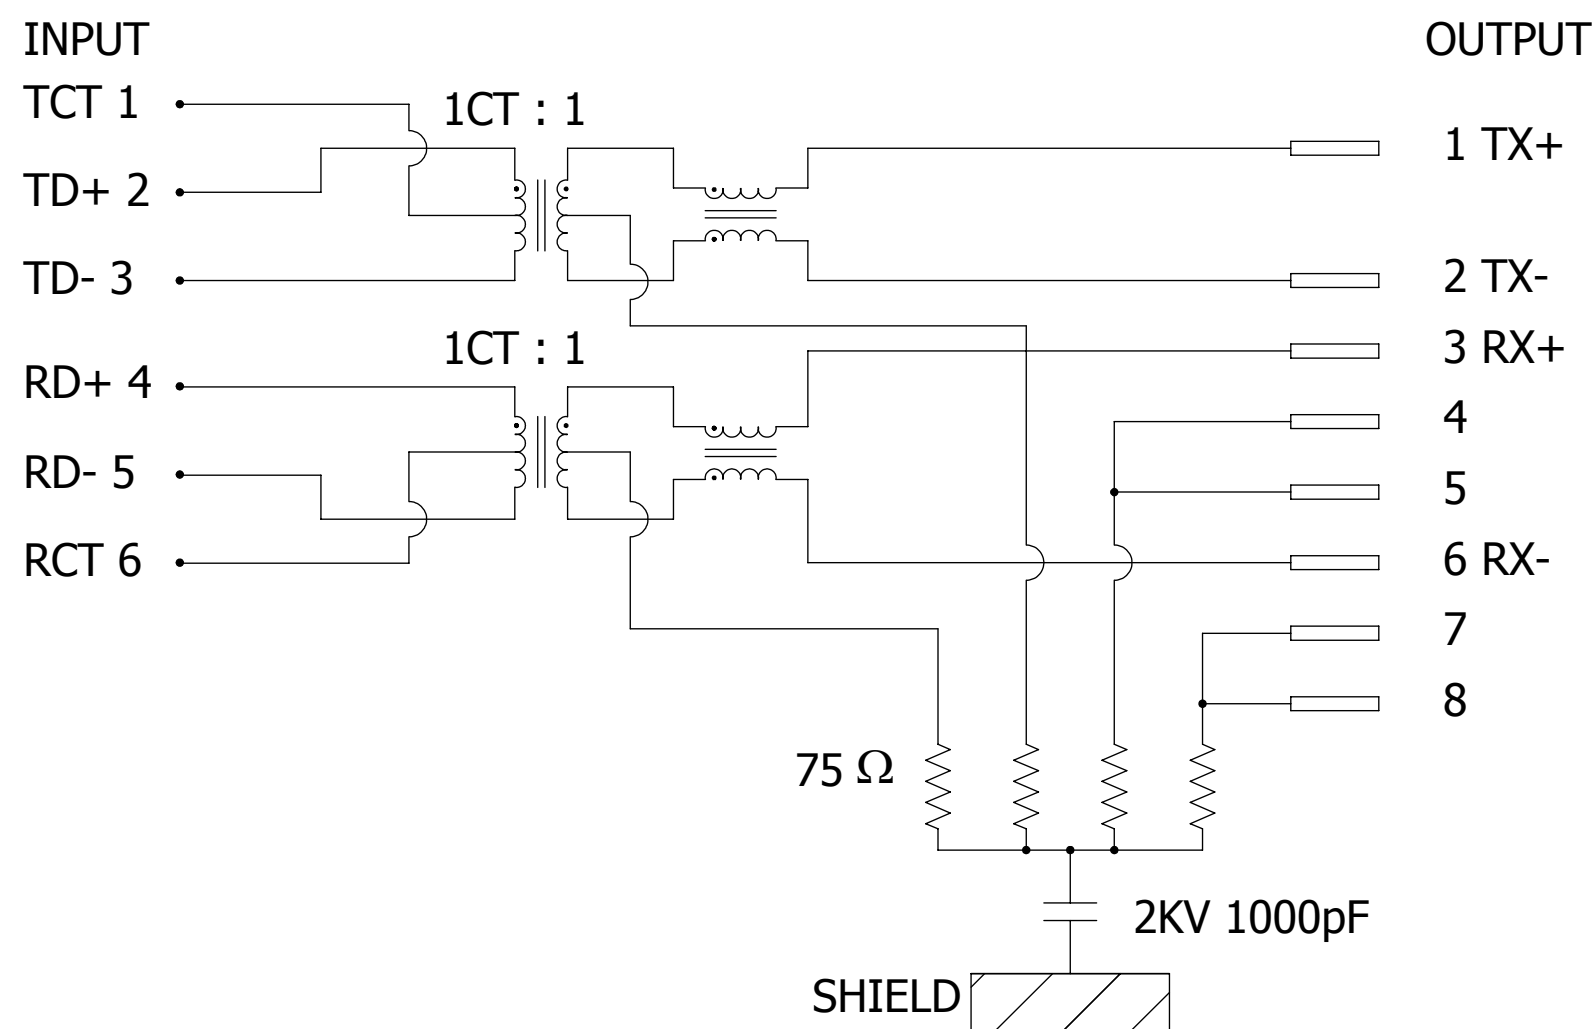 INPUT
OUTPUT
TCT 1
1CT : 1
1 TX+
TD+ 2
TD- 3
2 TX-
1CT : 1
3 RX+
RD+ 4
4
RD- 5
5
RCT 6
6 RX-
7
8
75 Ω
2KV 1000pF
SHIELD